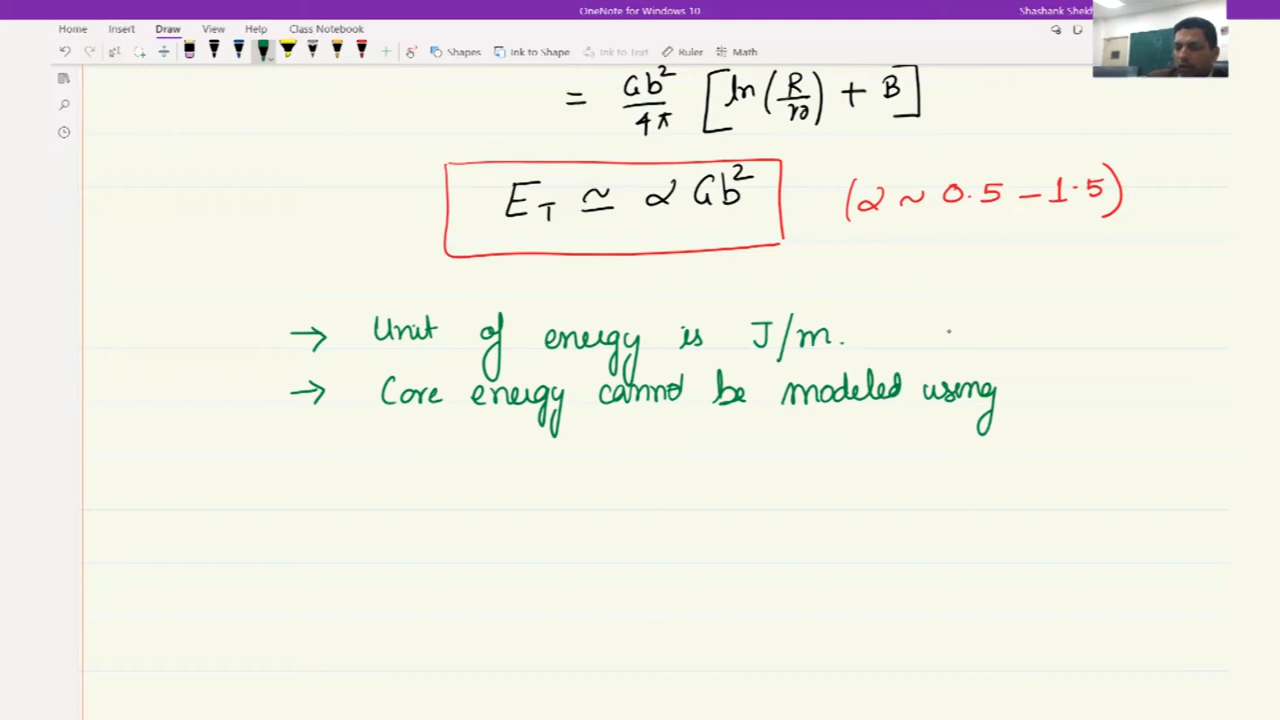 OneNote for Windows 10
Shashank Shekh
Home Insert Draw View Help Class Notebook
Shapes Ink to Shape Ink to Text Ruler Math
= Gb²/4π [ln(R/r0) + B]
E_T ≃ α Gb² (α ~ 0.5 – 1.5)
→ Unit of energy is J/m.
→ Core energy cannot be modeled using